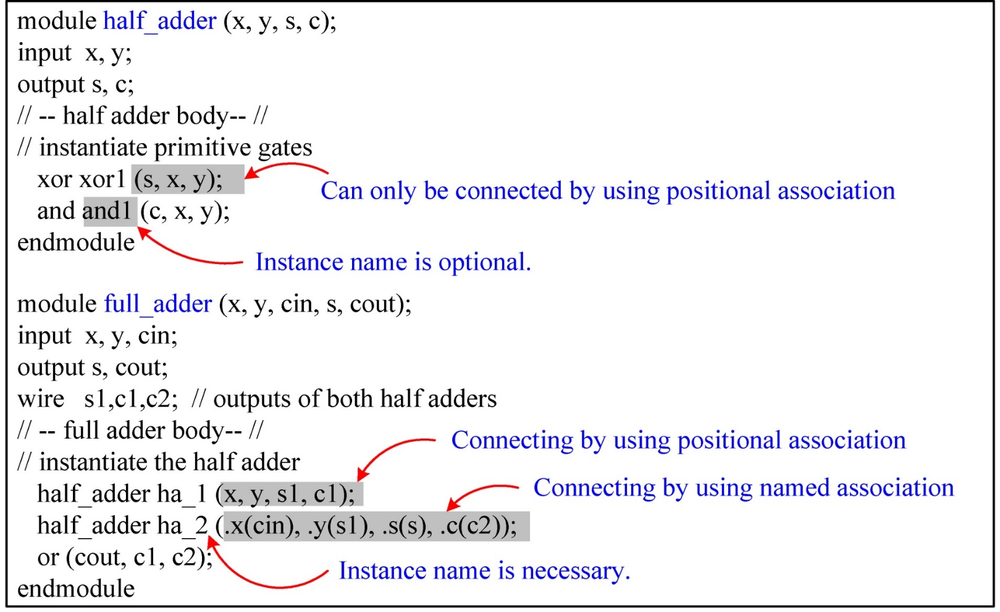 module half_adder (x, y, s, c);
input x, y;
output s, c;
// -- half adder body-- //
// instantiate primitive gates
xor xor1 (s, x, y);
Can only be connected by using positional association
and and1 (c, x, y);
endmodule
Instance name is optional.
module full_adder (x, y, cin, s, cout);
input x, y, cin;
output s, cout;
wire s1,c1,c2; // outputs of both half adders
// -- full adder body-- //
Connecting by using positional association
// instantiate the half adder
half_adder ha_1 (x, y, s1, c1);
Connecting by using named association
half_adder ha_2 (.x(cin), .y(s1), .s(s), .c(c2));
or (cout, c1, c2);
Instance name is necessary.
endmodule